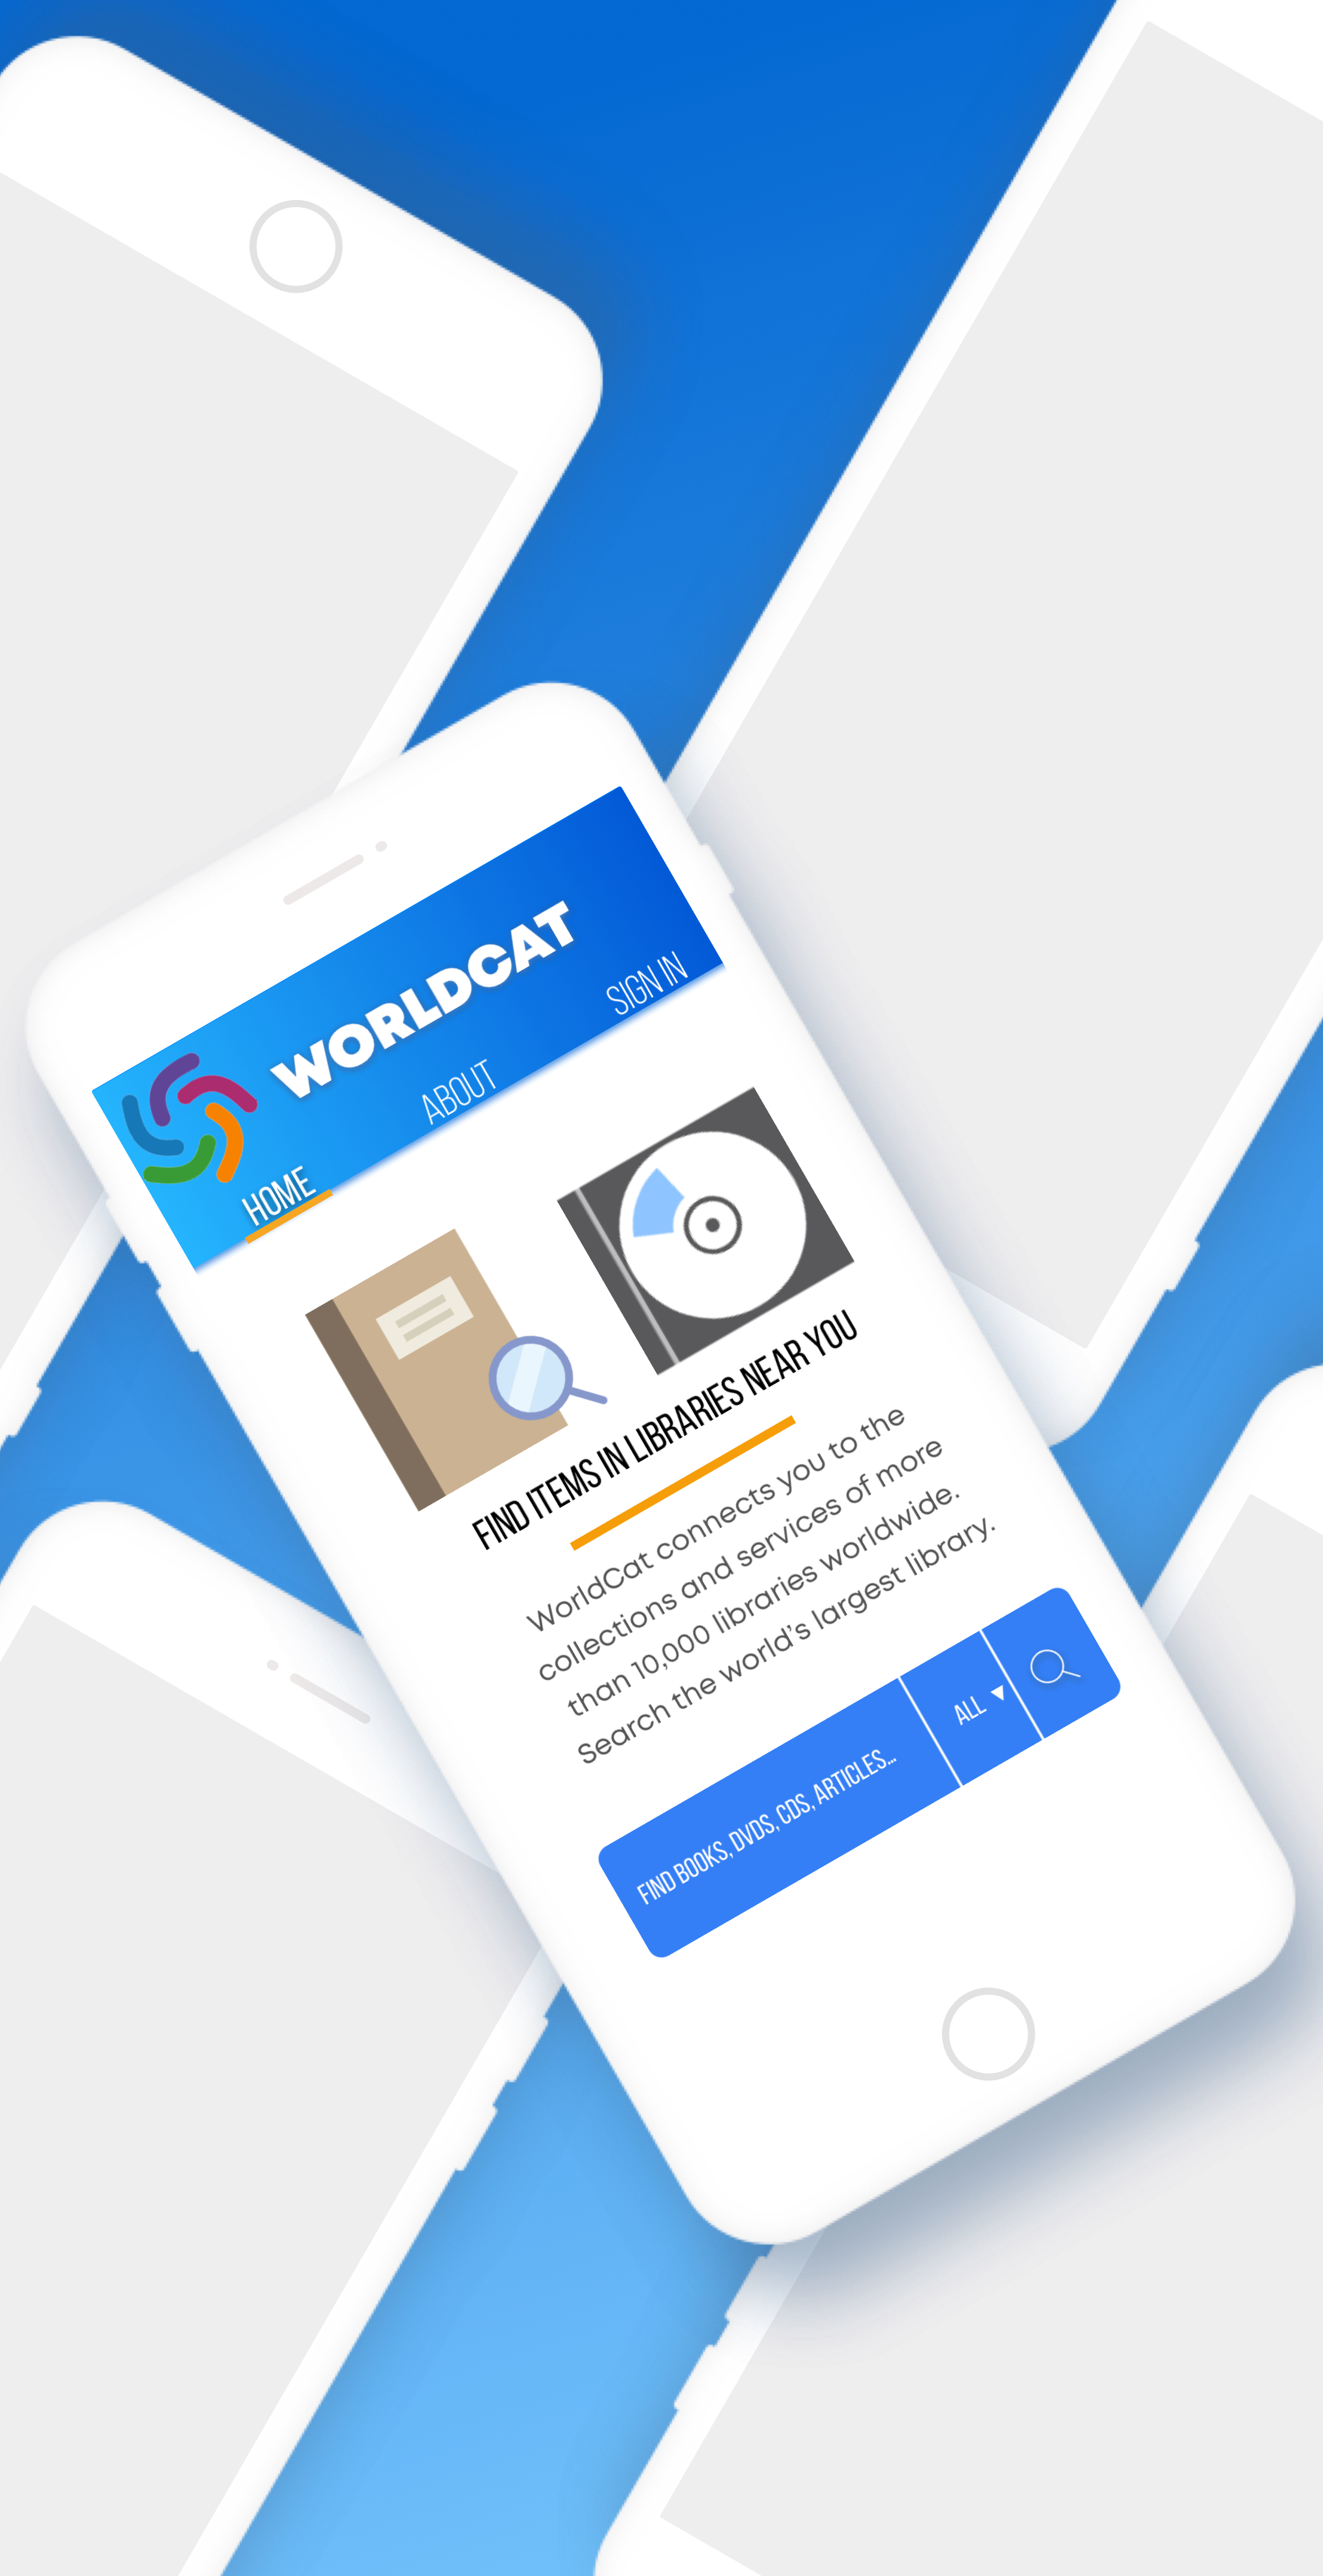 WORLDCAT
HOME
ABOUT
SIGN IN
FIND ITEMS IN LIBRARIES NEAR YOU
WorldCat connects you to the
collections and services of more
than 10,000 libraries worldwide.
Search the world's largest library.
FIND BOOKS, DVDS, CDS, ARTICLES...
ALL